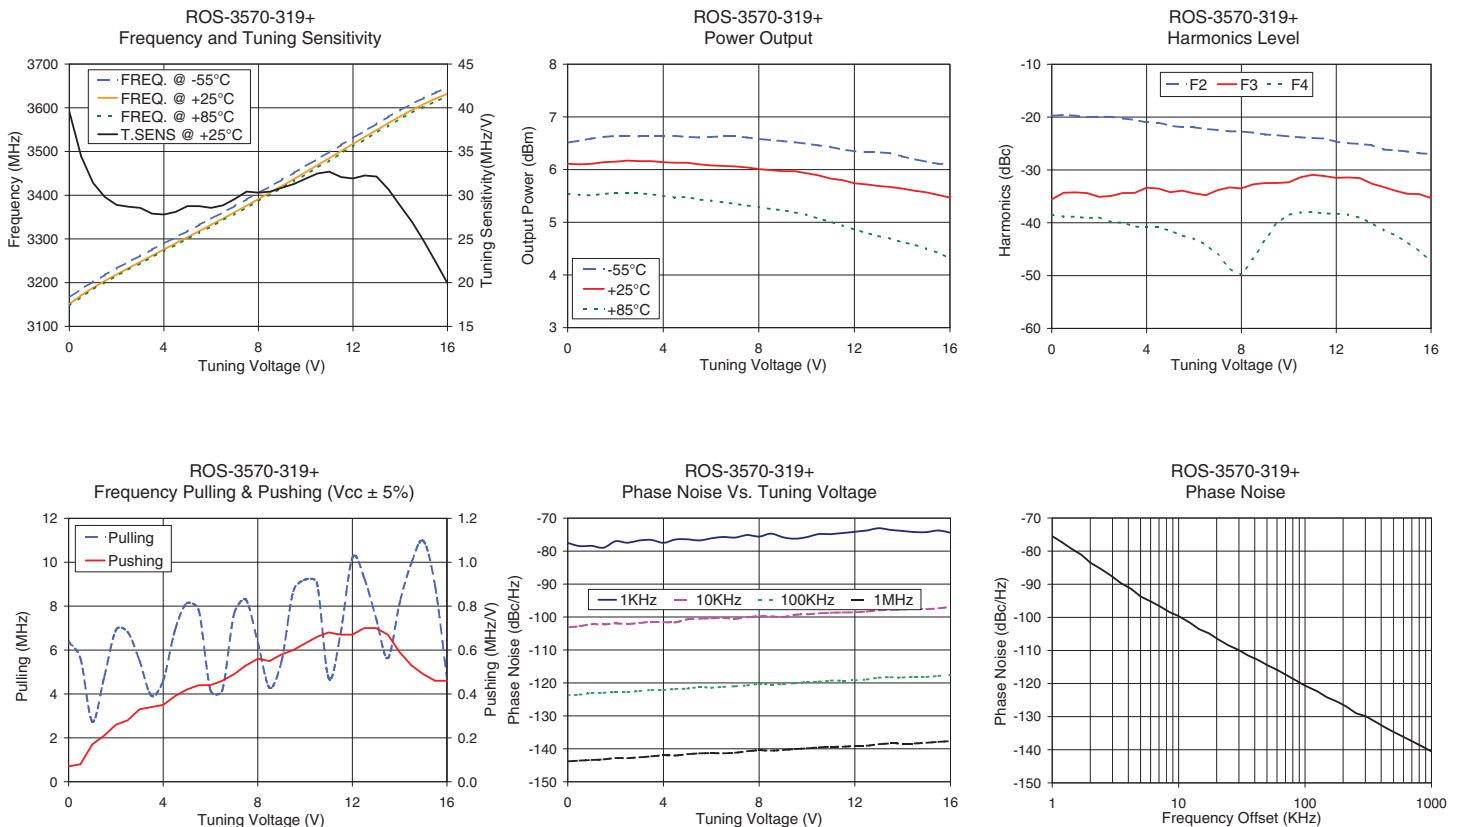 ROS-3570-319+
Frequency and Tuning Sensitivity
3700
3600
3500
3400
3300
3200
3100
Frequency (MHz)
FREQ. @ -55°C
FREQ. @ +25°C
FREQ. @ +85°C
T.SENS @ +25°C
45
40
35
30
25
20
15
Tuning Sensitivity(MHz/V)
0 4 8 12 16
Tuning Voltage (V)
ROS-3570-319+
Power Output
8
7
6
5
4
3
Output Power (dBm)
-55°C
+25°C
+85°C
0 4 8 12 16
Tuning Voltage (V)
ROS-3570-319+
Harmonics Level
-10
-20
-30
-40
-50
-60
Harmonics (dBc)
F2 F3 F4
0 4 8 12 16
Tuning Voltage (V)
ROS-3570-319+
Frequency Pulling & Pushing (Vcc ± 5%)
12
10
8
6
4
2
0
Pulling (MHz)
Pulling
Pushing
1.2
1.0
0.8
0.6
0.4
0.2
0.0
Pushing (MHz/V)
0 4 8 12 16
Tuning Voltage (V)
ROS-3570-319+
Phase Noise Vs. Tuning Voltage
-70
-80
-90
-100
-110
-120
-130
-140
-150
Phase Noise (dBc/Hz)
1KHz 10KHz 100KHz 1MHz
0 4 8 12 16
Tuning Voltage (V)
ROS-3570-319+
Phase Noise
-70
-80
-90
-100
-110
-120
-130
-140
-150
Phase Noise (dBc/Hz)
1 10 100 1000
Frequency Offset (KHz)